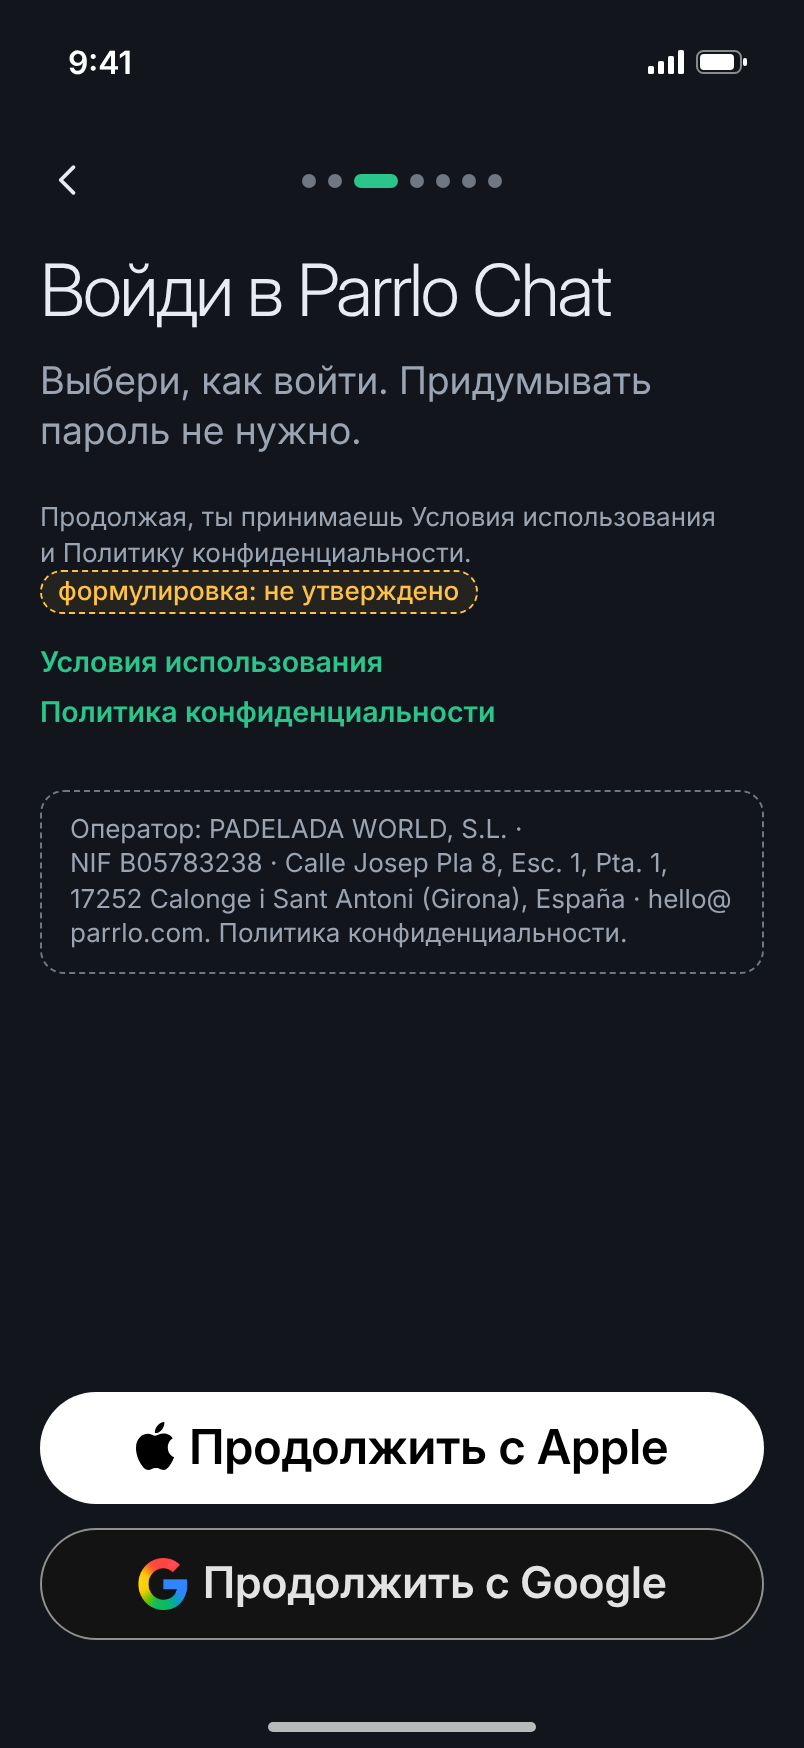 9:41
Войди в Parrlo Chat
Выбери, как войти. Придумывать
пароль не нужно.
Продолжая, ты принимаешь Условия использования
и Политику конфиденциальности.
формулировка: не утверждено
Условия использования
Политика конфиденциальности
Оператор: PADELADA WORLD, S.L. ·
NIF B05783238 · Calle Josep Pla 8, Esc. 1, Pta. 1,
17252 Calonge i Sant Antoni (Girona), España · hello@
parrlo.com. Политика конфиденциальности.
Продолжить с Apple
Продолжить с Google